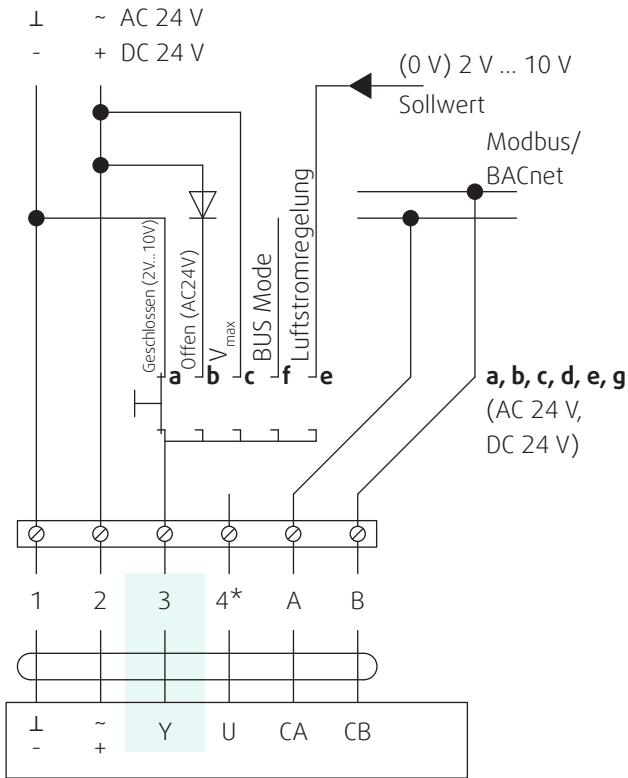 ⊥ ~ AC 24 V
- + DC 24 V
(0 V) 2 V ... 10 V
Sollwert
Modbus/
BACnet
Geschlossen (2V...10V)
Offen (AC24V)
Vmax
BUS Mode
Luftstromregelung
a b c f e
a, b, c, d, e, g
(AC 24 V,
DC 24 V)
1 2 3 4* A B
⊥ ~ Y U CA CB
- +